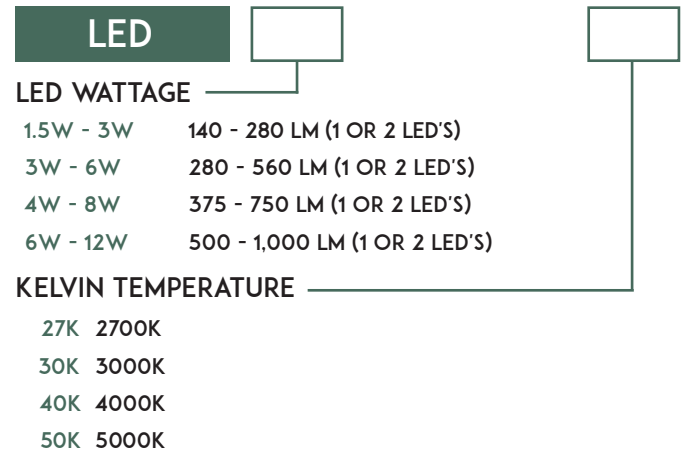 LED
LED WATTAGE
1.5W - 3W 140 - 280 LM (1 OR 2 LED'S)
3W - 6W 280 - 560 LM (1 OR 2 LED'S)
4W - 8W 375 - 750 LM (1 OR 2 LED'S)
6W - 12W 500 - 1,000 LM (1 OR 2 LED'S)
KELVIN TEMPERATURE
27K 2700K
30K 3000K
40K 4000K
50K 5000K